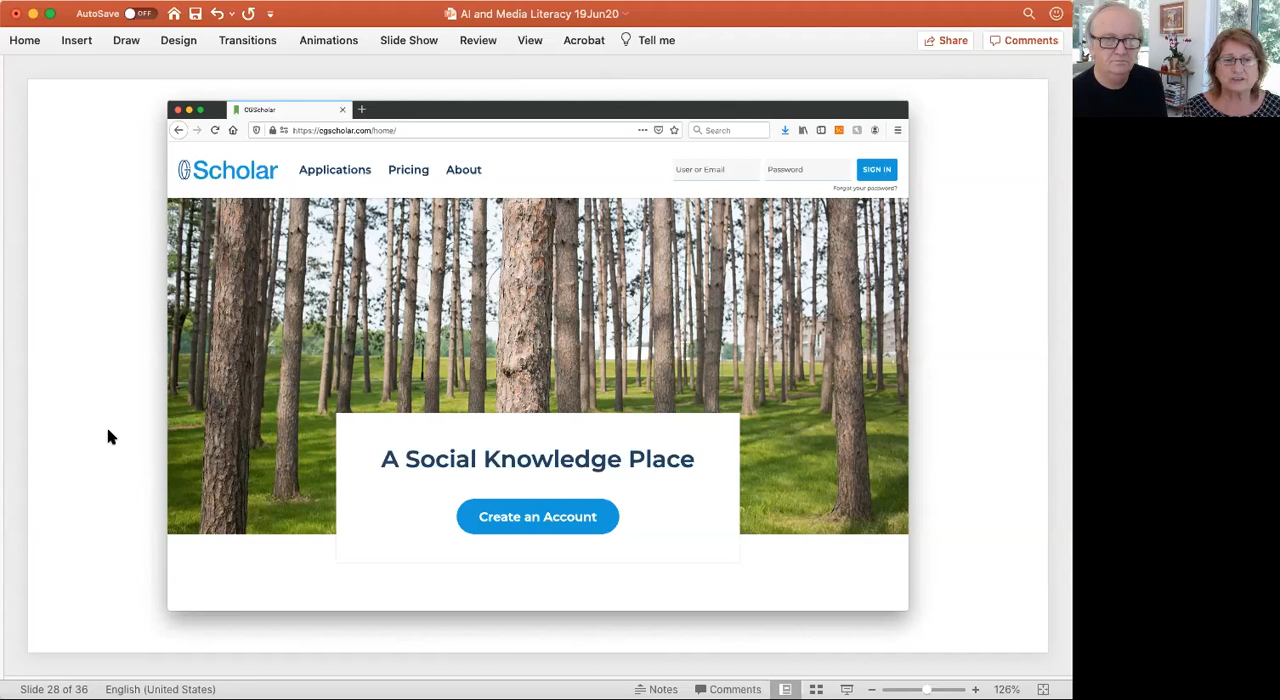 AutoSave OFF
AI and Media Literacy 19Jun20
Home Insert Draw Design Transitions Animations Slide Show Review View Acrobat Tell me Share Comments
CGScholar
https://cgscholar.com/home/ Search
Scholar Applications Pricing About User or Email Password SIGN IN
Forgot your password?
A Social Knowledge Place
Create an Account
Slide 28 of 36 English (United States) Notes Comments 126%